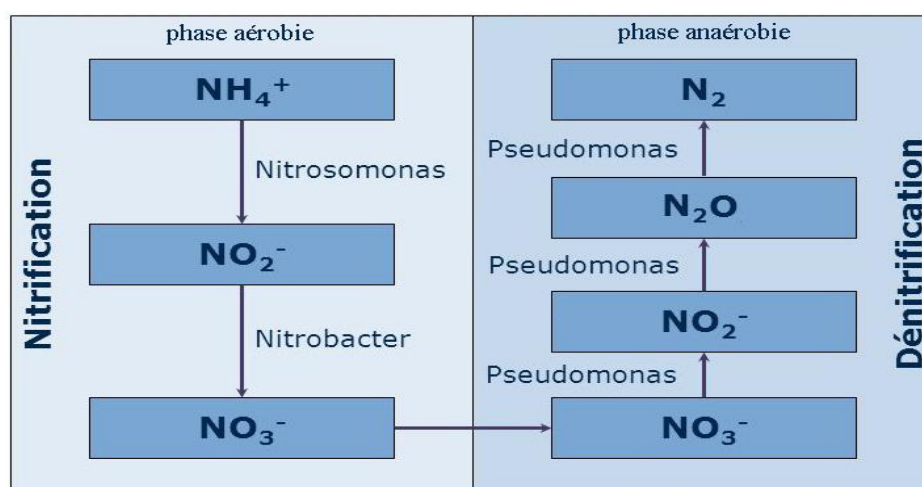 phase aérobie
Nitrification
NH₄⁺
Nitrosomonas
NO₂⁻
Nitrobacter
NO₃⁻
phase anaérobie
N₂
Pseudomonas
N₂O
Pseudomonas
NO₂⁻
Pseudomonas
NO₃⁻
Dénitrification